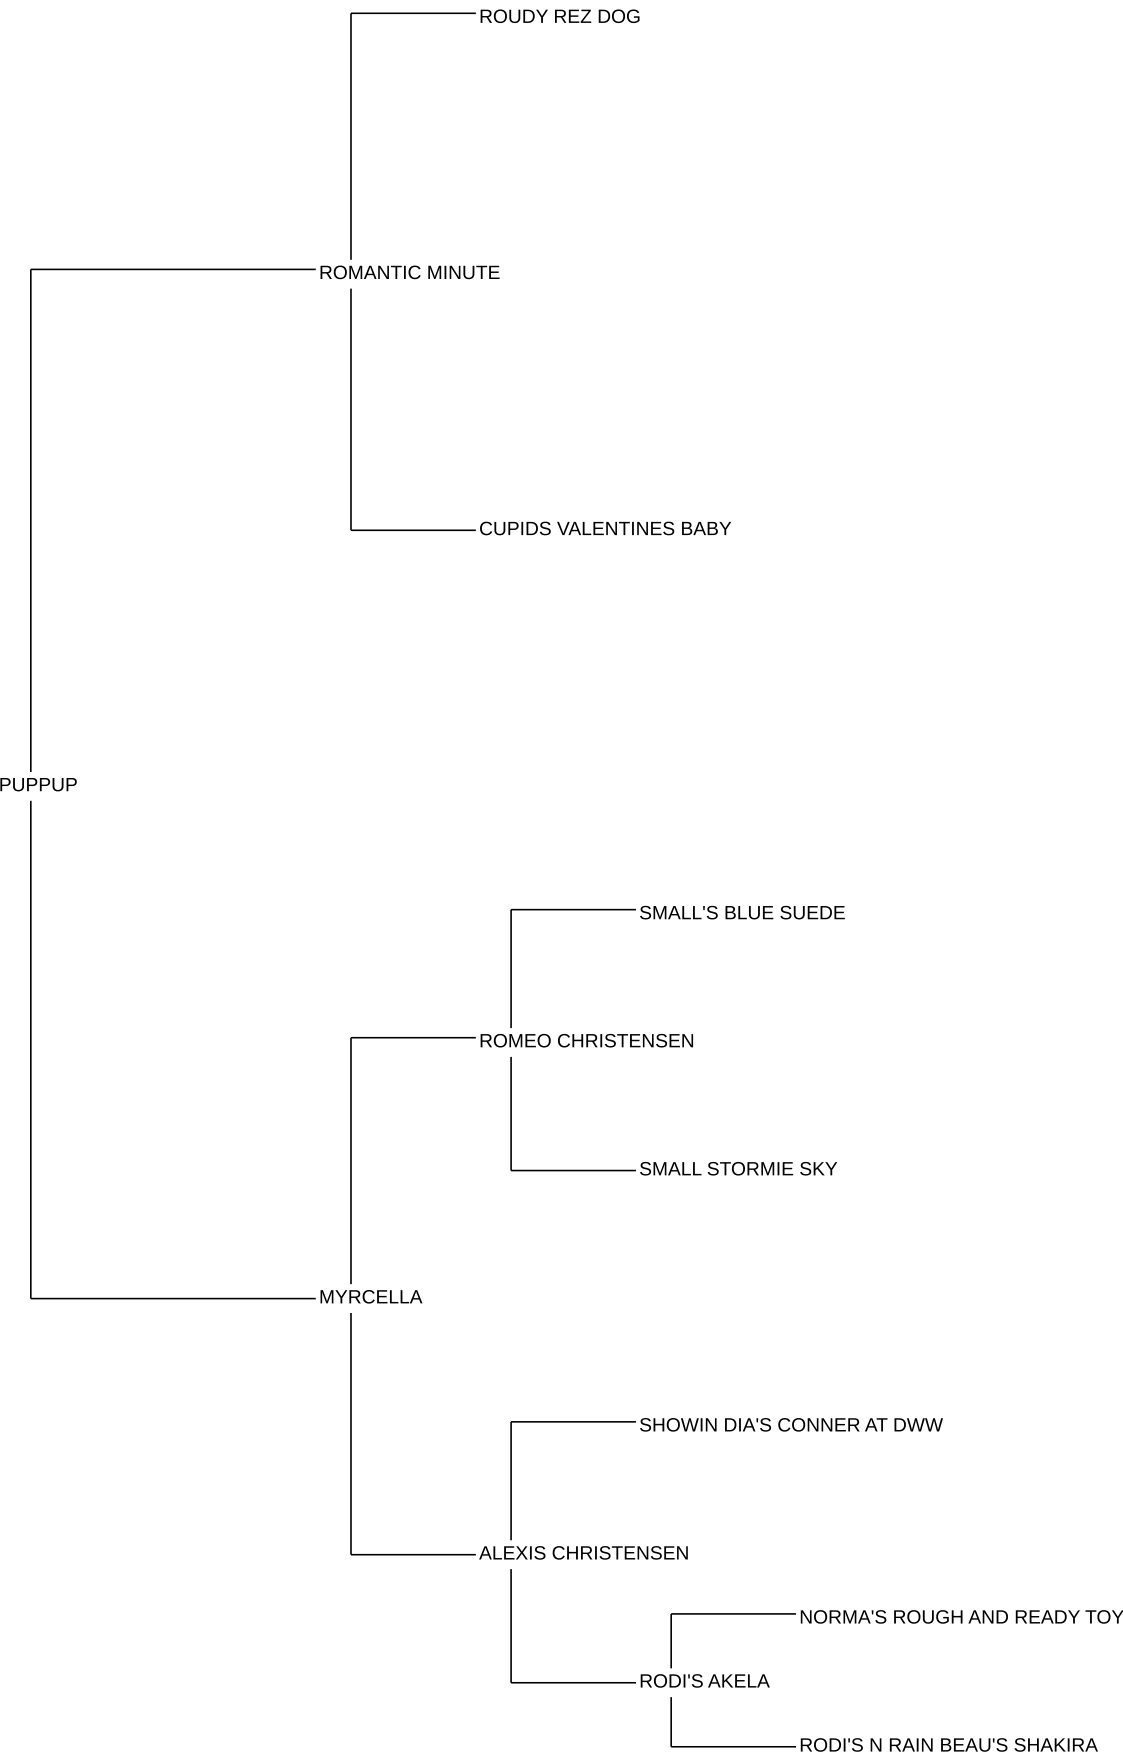 ROUDY REZ DOG
ROMANTIC MINUTE
CUPIDS VALENTINES BABY
PUPPUP
SMALL'S BLUE SUEDE
ROMEO CHRISTENSEN
SMALL STORMIE SKY
MYRCELLA
SHOWIN DIA'S CONNER AT DWW
ALEXIS CHRISTENSEN
NORMA'S ROUGH AND READY TOY
RODI'S AKELA
RODI'S N RAIN BEAU'S SHAKIRA